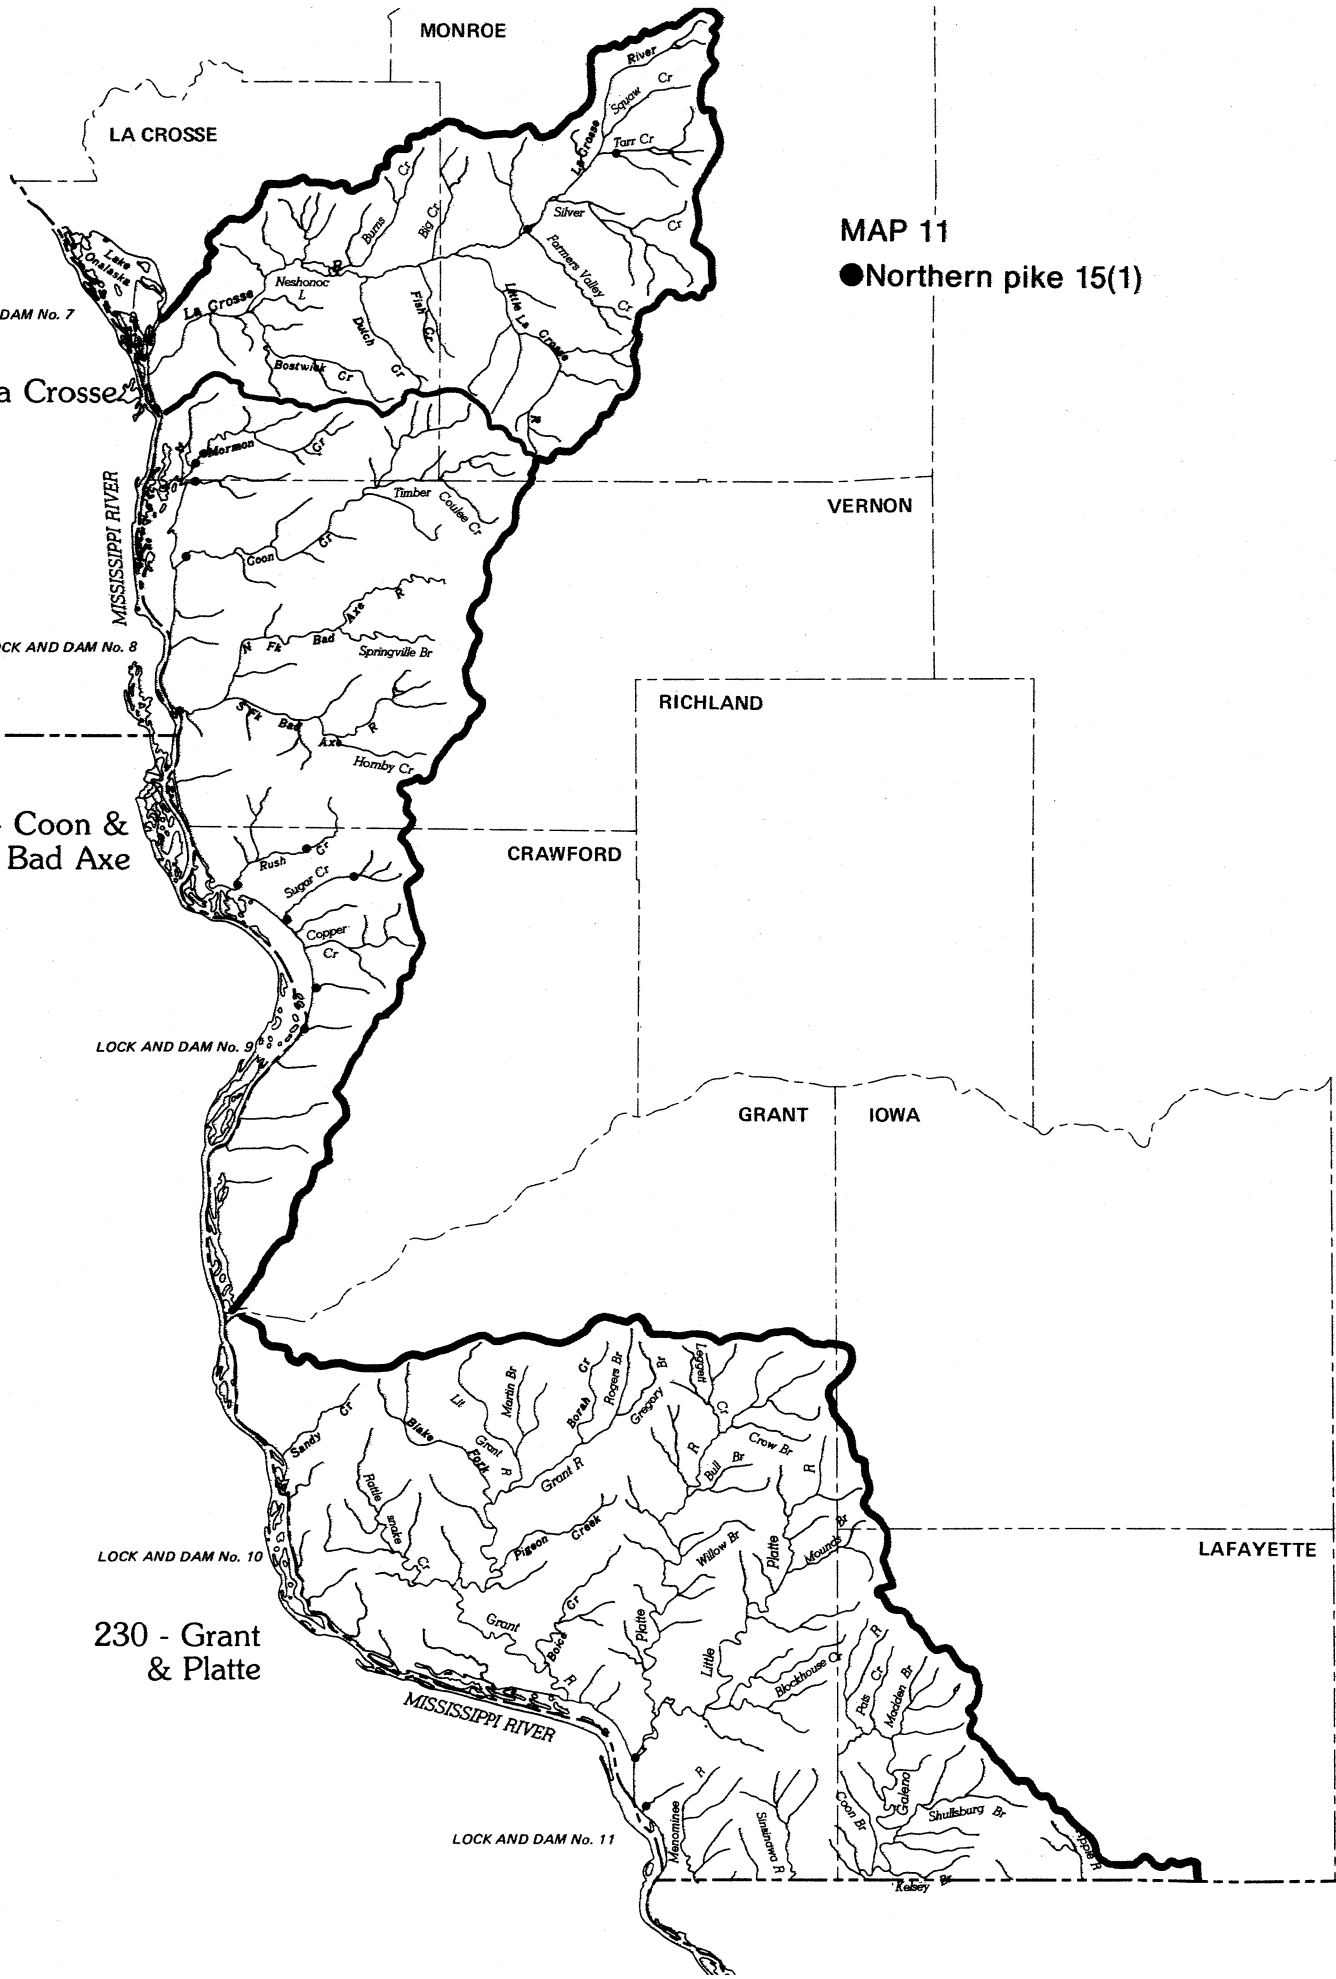 MONROE
LA CROSSE
River
Squaw Cr
Tarr Cr
La Crosse
Silver Cr
Burns Cr
Big Cr
Farmers Valley Cr
Lake
Onalaska
Neshonoc
L
La Crosse
Fish Cr
Little La Crosse R
Dutch Cr
Bostwick Cr
MAP 11
●Northern pike 15(1)
DAM No. 7
a Crosse
Mormon Cr
Timber Coulee Cr
VERNON
MISSISSIPPI RIVER
Coon Cr
N Fk Bad Axe R
Springville Br
OCK AND DAM No. 8
S Fk Bad Axe R
Hornby Cr
RICHLAND
- Coon &
Bad Axe
CRAWFORD
Rush Cr
Sugar Cr
Copper
Cr
LOCK AND DAM No. 9
GRANT
IOWA
Sandy Cr
Blake Fork
Lit Grant R
Martin Br
Borah Cr
Rogers Br
Gregory Br
Leggett Cr
Crow Br
Bull Br
Grant R
Rattle
snake
Cr
Pigeon Creek
Willow Br
Platte R
Mounds Br
LAFAYETTE
LOCK AND DAM No. 10
230 - Grant
& Platte
Grant R
Boice Cr
Platte R
Little
Blockhouse Cr
Pats Cr
Madden Br
MISSISSIPPI RIVER
Galena R
Coon Br
Shullsburg Br
Menominee R
Sinsinawa R
Apple R
Kelsey Br
LOCK AND DAM No. 11